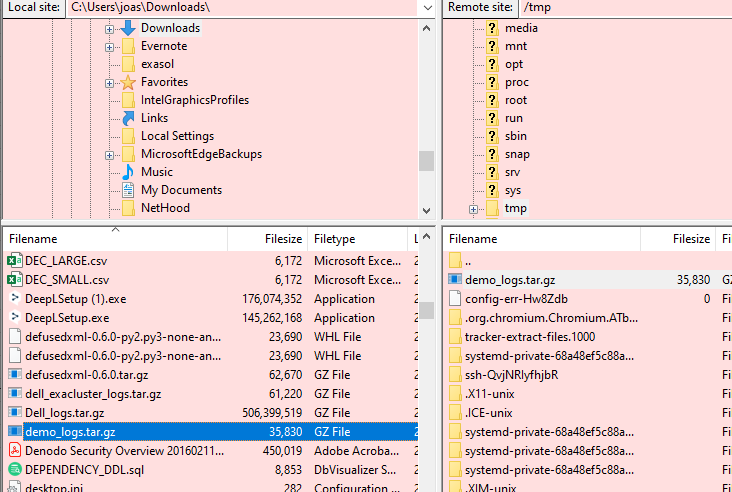 Local site: C:\Users\joas\Downloads\
Downloads
Evernote
exasol
Favorites
IntelGraphicsProfiles
Links
Local Settings
MicrosoftEdgeBackups
Music
My Documents
NetHood
Remote site: /tmp
? media
? mnt
? opt
? proc
? root
? run
? sbin
? snap
? srv
? sys
tmp
Filename Filesize Filetype L
DEC_LARGE.csv 6,172 Microsoft Exce... 2
DEC_SMALL.csv 6,172 Microsoft Exce... 2
DeepLSetup (1).exe 176,074,352 Application 2
DeepLSetup.exe 145,262,168 Application 2
defusedxml-0.6.0-py2.py3-none-an... 23,690 WHL File 2
defusedxml-0.6.0-py2.py3-none-an... 23,690 WHL File 2
defusedxml-0.6.0.tar.gz 62,670 GZ File 2
dell_exacluster_logs.tar.gz 61,220 GZ File 2
Dell_logs.tar.gz 506,399,519 GZ File 2
demo_logs.tar.gz 35,830 GZ File 2
Denodo Security Overview 20160211... 450,019 Adobe Acroba... 2
DEPENDENCY_DDL.sql 8,853 DbVisualizer S... 2
desktop.ini 282 Configuration ... 2
Filename Filesize Fi
..
demo_logs.tar.gz 35,830 GZ
config-err-Hw8Zdb 0 Fi
.org.chromium.Chromium.ATb... Fi
tracker-extract-files.1000 Fi
systemd-private-68a48ef5c88a... Fi
ssh-QvjNRlyfhjbR Fi
.X11-unix Fi
.ICE-unix Fi
systemd-private-68a48ef5c88a... Fi
systemd-private-68a48ef5c88a... Fi
systemd-private-68a48ef5c88a... Fi
.XIM-unix Fi